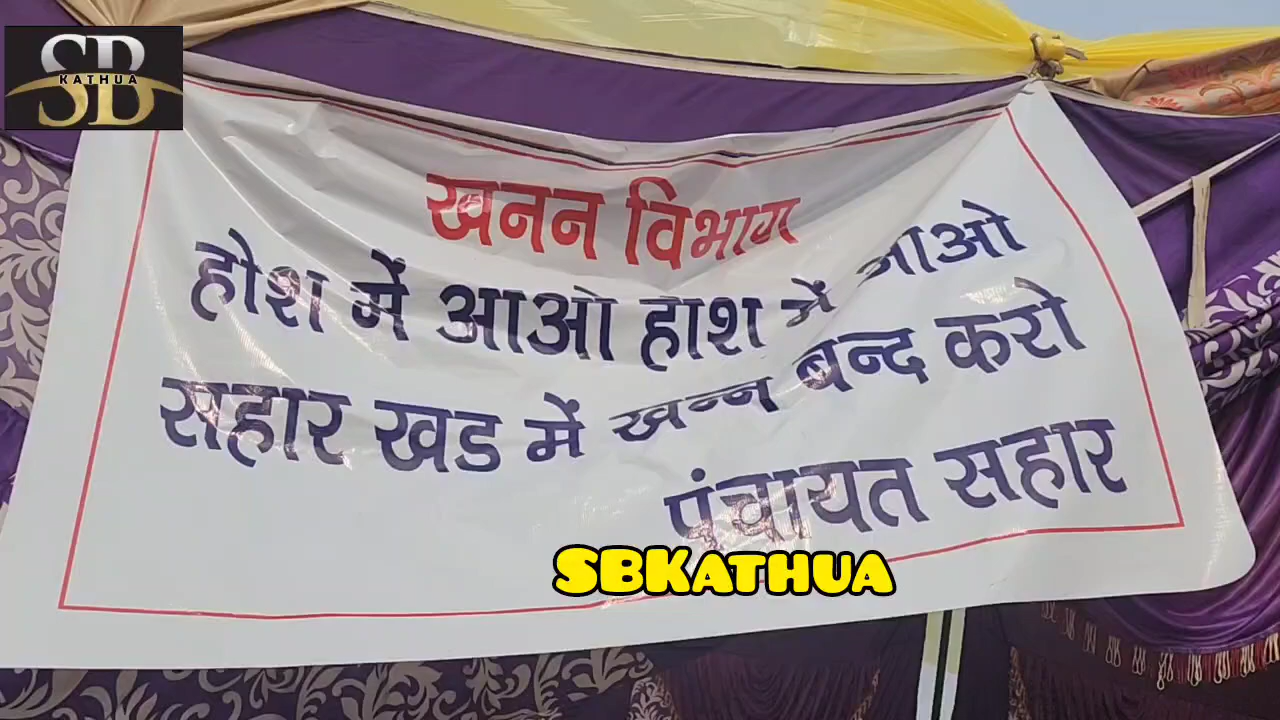 SB
KATHUA
खनन विभाग
होश में आओ होश में आओ
सहार खड में खनन बन्द करो
पंचायत सहार
SBKATHUA